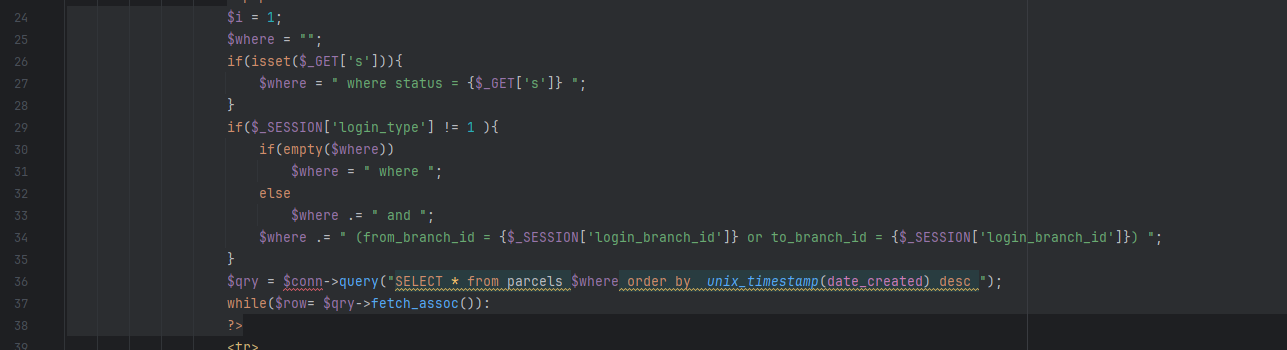 24 $i = 1;
25 $where = "";
26 if(isset($_GET['s'])){
27 $where = " where status = {$_GET['s']} ";
28 }
29 if($_SESSION['login_type'] != 1 ){
30 if(empty($where))
31 $where = " where ";
32 else
33 $where .= " and ";
34 $where .= " (from_branch_id = {$_SESSION['login_branch_id']} or to_branch_id = {$_SESSION['login_branch_id']}) ";
35 }
36 $qry = $conn->query("SELECT * from parcels $where order by  unix_timestamp(date_created) desc ");
37 while($row= $qry->fetch_assoc()):
38 ?>
39 <tr>